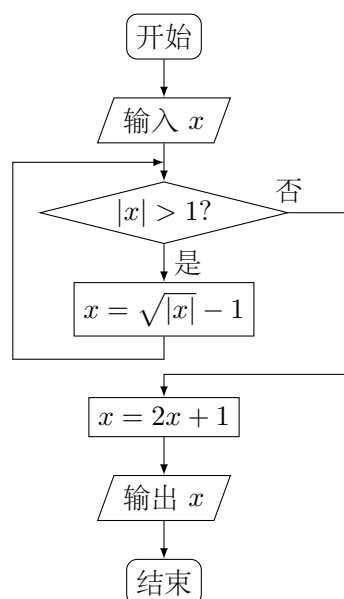 开始
输入 x
|x| > 1?
否
是
x = √|x| − 1
x = 2x + 1
输出 x
结束